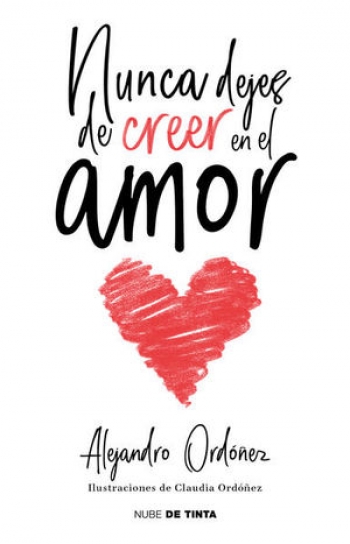 Nunca dejes
de creer en el
amor
Alejandro Ordóñez
Ilustraciones de Claudia Ordóñez
NUBE DE TINTA